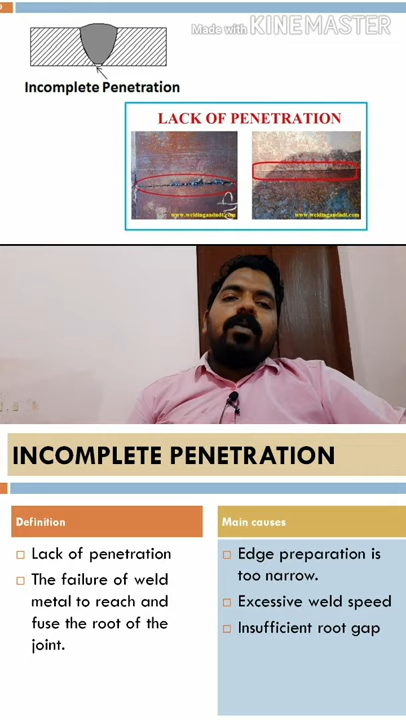 Made with KINEMASTER
Incomplete Penetration
LACK OF PENETRATION
www.weldingandndt.com
www.weldingandndt.com
INCOMPLETE PENETRATION
Definition
Lack of penetration
The failure of weld
metal to reach and
fuse the root of the
joint.
Main causes
Edge preparation is
too narrow.
Excessive weld speed
Insufficient root gap